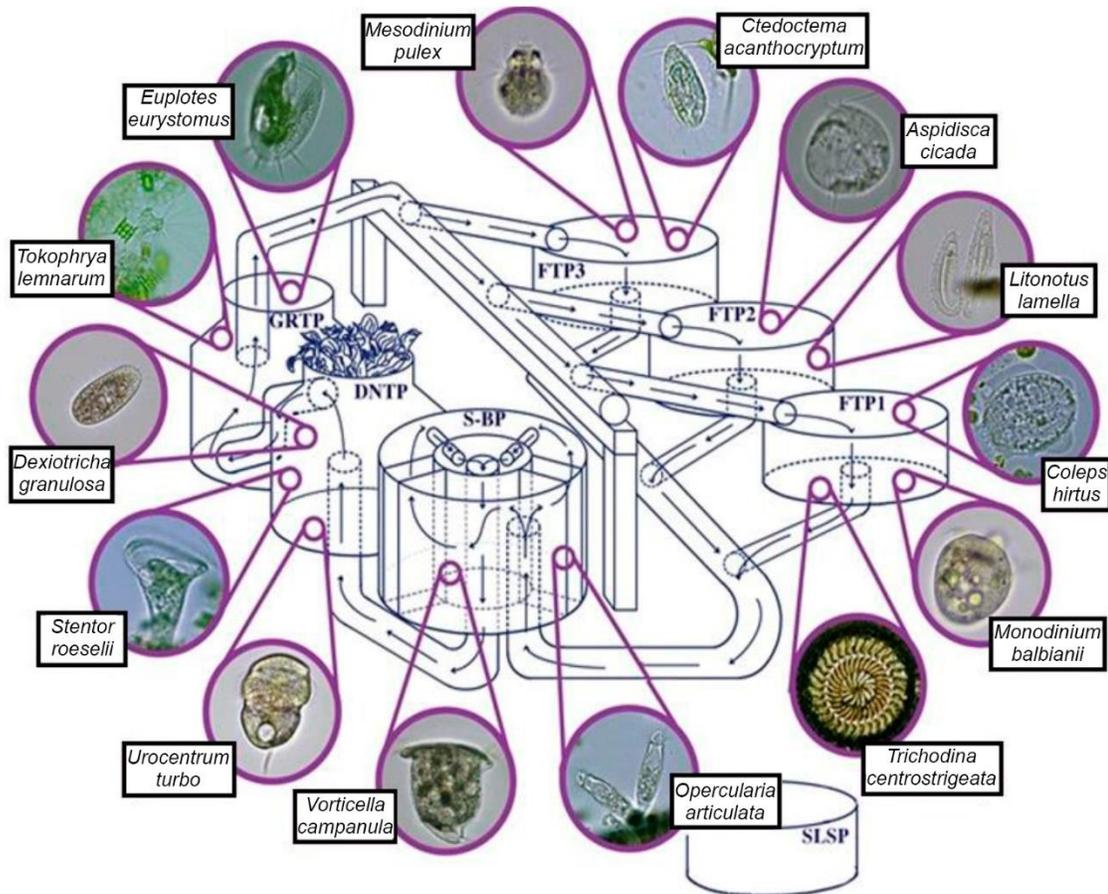 Mesodinium
pulex
Ctedoctema
acanthocryptum
Euplotes
eurystomus
Aspidisca
cicada
Tokophrya
lemnarum
Litonotus
lamella
FTP3
GRTP
FTP2
DNTP
FTP1
S-BP
Dexiotricha
granulosa
Coleps
hirtus
Stentor
roeselii
Monodinium
balbianii
Urocentrum
turbo
Vorticella
campanula
Opercularia
articulata
Trichodina
centrostrigeata
SLSP